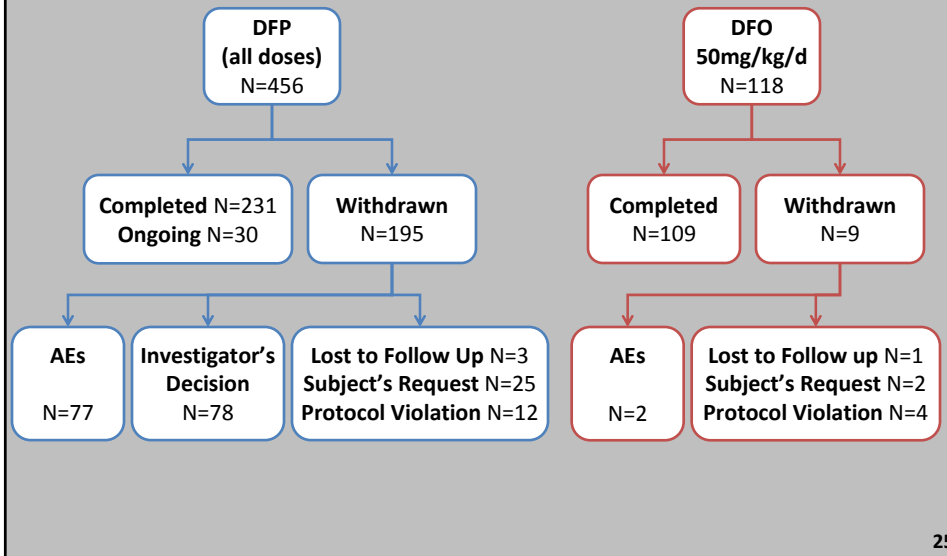 DFP
(all doses)
N=456
DFO
50mg/kg/d
N=118
Completed N=231
Ongoing N=30
Withdrawn
N=195
Completed
N=109
Withdrawn
N=9
AEs
N=77
Investigator's
Decision
N=78
Lost to Follow Up N=3
Subject's Request N=25
Protocol Violation N=12
AEs
N=2
Lost to Follow up N=1
Subject's Request N=2
Protocol Violation N=4